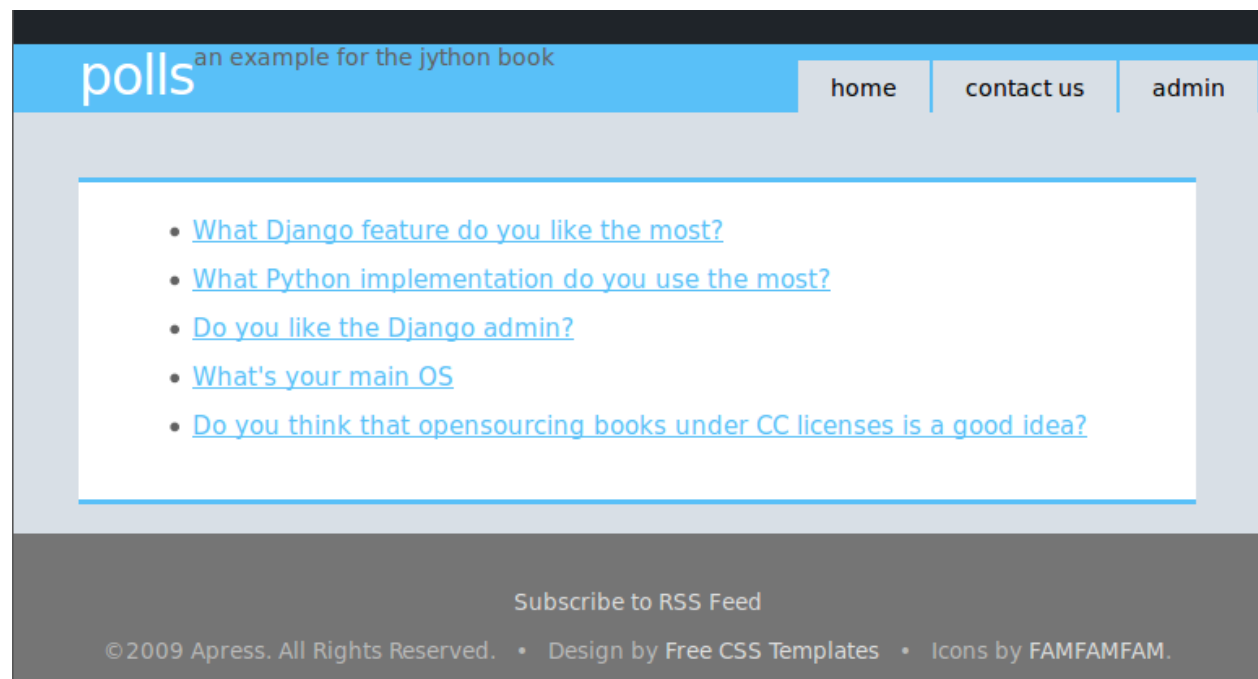 polls an example for the jython book
home contact us admin
What Django feature do you like the most?
What Python implementation do you use the most?
Do you like the Django admin?
What's your main OS
Do you think that opensourcing books under CC licenses is a good idea?
Subscribe to RSS Feed
©2009 Apress. All Rights Reserved. • Design by Free CSS Templates • Icons by FAMFAMFAM.